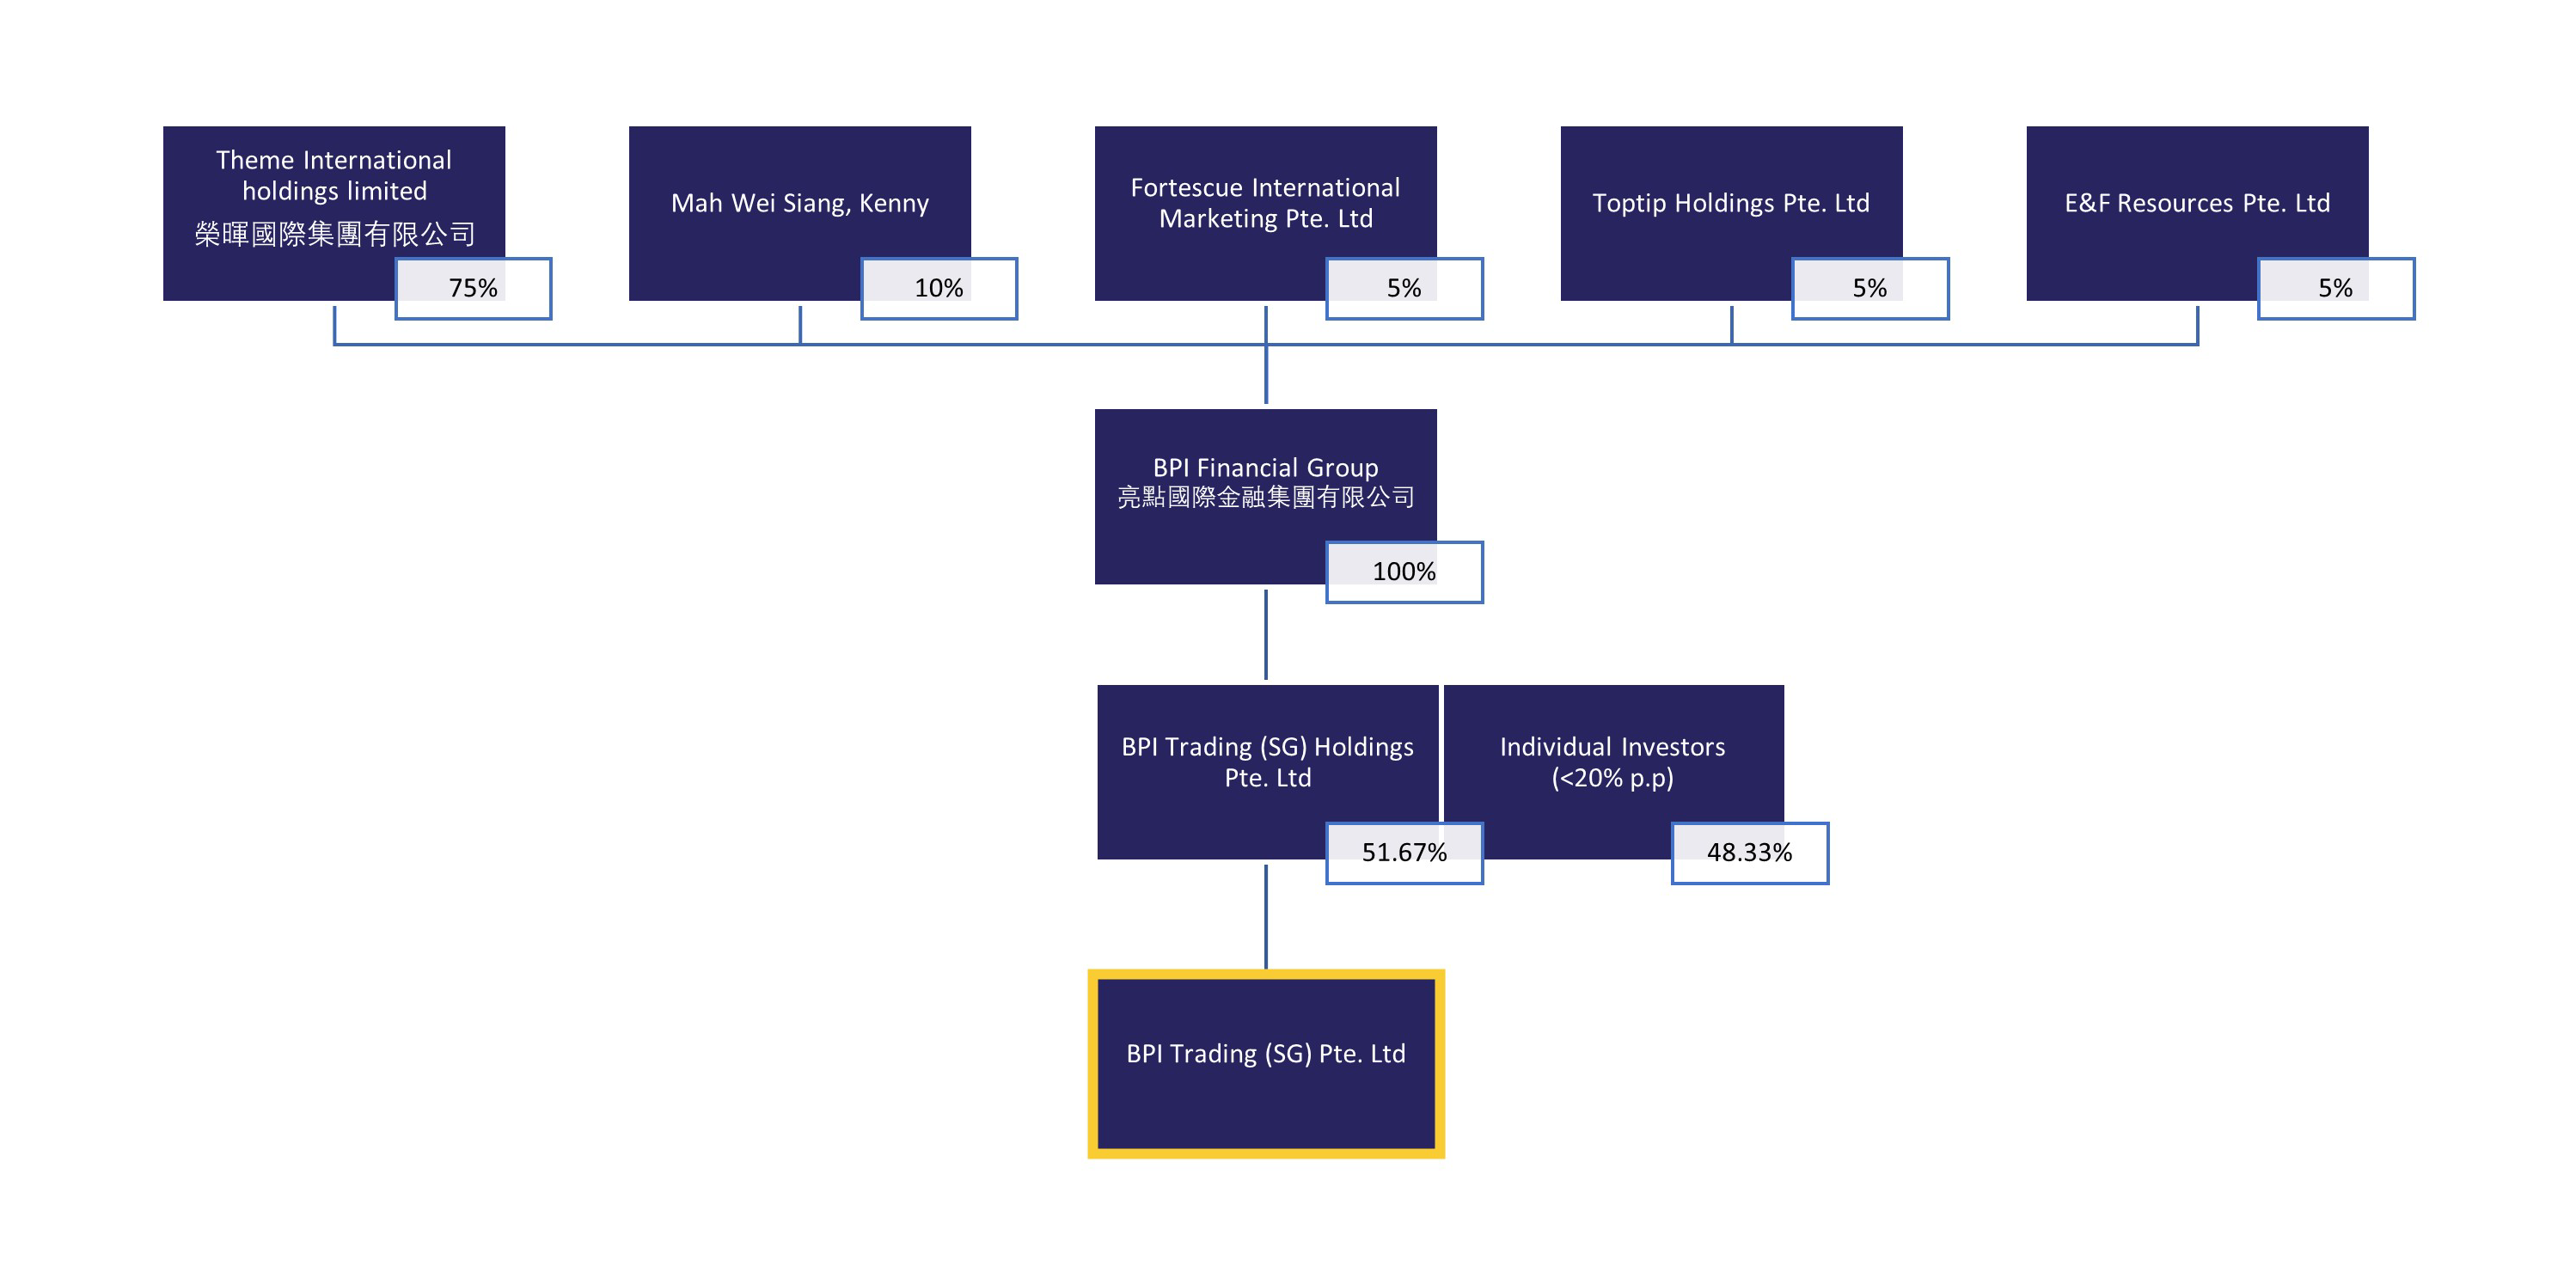 Theme International
holdings limited
榮暉國際集團有限公司
75%
Mah Wei Siang, Kenny
10%
Fortescue International
Marketing Pte. Ltd
5%
Toptip Holdings Pte. Ltd
5%
E&F Resources Pte. Ltd
5%
BPI Financial Group
亮點國際金融集團有限公司
100%
BPI Trading (SG) Holdings
Pte. Ltd
51.67%
Individual Investors
(<20% p.p)
48.33%
BPI Trading (SG) Pte. Ltd